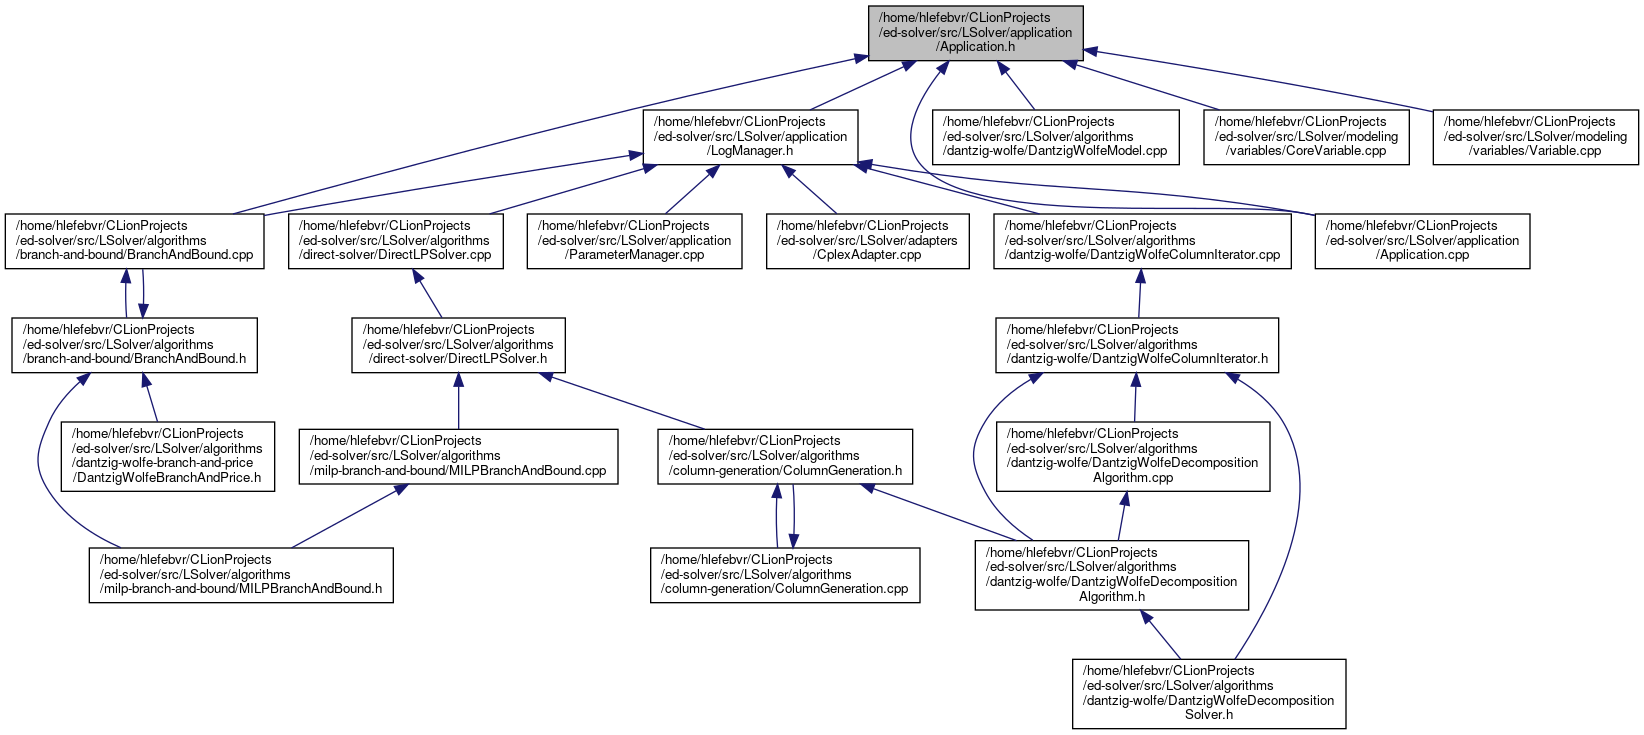 /home/hlefebvr/CLionProjects
/ed-solver/src/LSolver/application
/Application.h
/home/hlefebvr/CLionProjects
/ed-solver/src/LSolver/application
/LogManager.h
/home/hlefebvr/CLionProjects
/ed-solver/src/LSolver/algorithms
/dantzig-wolfe/DantzigWolfeModel.cpp
/home/hlefebvr/CLionProjects
/ed-solver/src/LSolver/modeling
/variables/CoreVariable.cpp
/home/hlefebvr/CLionProjects
/ed-solver/src/LSolver/modeling
/variables/Variable.cpp
/home/hlefebvr/CLionProjects
/ed-solver/src/LSolver/algorithms
/branch-and-bound/BranchAndBound.cpp
/home/hlefebvr/CLionProjects
/ed-solver/src/LSolver/algorithms
/direct-solver/DirectLPSolver.cpp
/home/hlefebvr/CLionProjects
/ed-solver/src/LSolver/application
/ParameterManager.cpp
/home/hlefebvr/CLionProjects
/ed-solver/src/LSolver/adapters
/CplexAdapter.cpp
/home/hlefebvr/CLionProjects
/ed-solver/src/LSolver/algorithms
/dantzig-wolfe/DantzigWolfeColumnIterator.cpp
/home/hlefebvr/CLionProjects
/ed-solver/src/LSolver/application
/Application.cpp
/home/hlefebvr/CLionProjects
/ed-solver/src/LSolver/algorithms
/branch-and-bound/BranchAndBound.h
/home/hlefebvr/CLionProjects
/ed-solver/src/LSolver/algorithms
/direct-solver/DirectLPSolver.h
/home/hlefebvr/CLionProjects
/ed-solver/src/LSolver/algorithms
/dantzig-wolfe/DantzigWolfeColumnIterator.h
/home/hlefebvr/CLionProjects
/ed-solver/src/LSolver/algorithms
/dantzig-wolfe-branch-and-price
/DantzigWolfeBranchAndPrice.h
/home/hlefebvr/CLionProjects
/ed-solver/src/LSolver/algorithms
/milp-branch-and-bound/MILPBranchAndBound.cpp
/home/hlefebvr/CLionProjects
/ed-solver/src/LSolver/algorithms
/column-generation/ColumnGeneration.h
/home/hlefebvr/CLionProjects
/ed-solver/src/LSolver/algorithms
/dantzig-wolfe/DantzigWolfeDecomposition
Algorithm.cpp
/home/hlefebvr/CLionProjects
/ed-solver/src/LSolver/algorithms
/milp-branch-and-bound/MILPBranchAndBound.h
/home/hlefebvr/CLionProjects
/ed-solver/src/LSolver/algorithms
/column-generation/ColumnGeneration.cpp
/home/hlefebvr/CLionProjects
/ed-solver/src/LSolver/algorithms
/dantzig-wolfe/DantzigWolfeDecomposition
Algorithm.h
/home/hlefebvr/CLionProjects
/ed-solver/src/LSolver/algorithms
/dantzig-wolfe/DantzigWolfeDecomposition
Solver.h